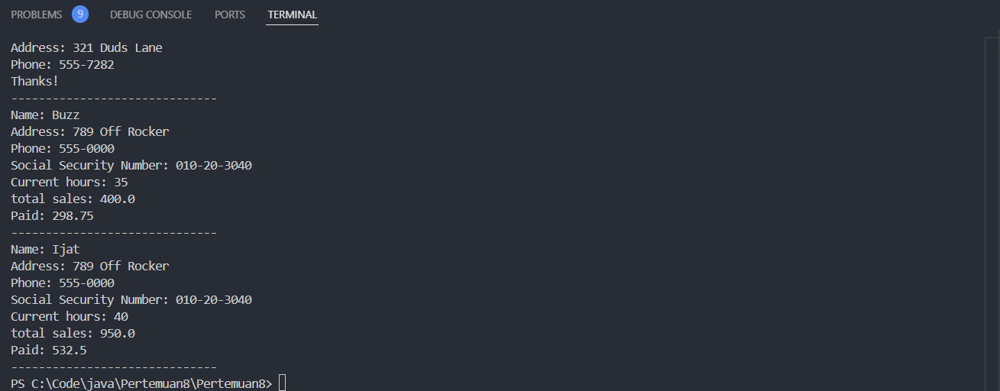 PROBLEMS 9 DEBUG CONSOLE PORTS TERMINAL
Address: 321 Duds Lane
Phone: 555-7282
Thanks!
------------------------------
Name: Buzz
Address: 789 Off Rocker
Phone: 555-0000
Social Security Number: 010-20-3040
Current hours: 35
total sales: 400.0
Paid: 298.75
------------------------------
Name: Ijat
Address: 789 Off Rocker
Phone: 555-0000
Social Security Number: 010-20-3040
Current hours: 40
total sales: 950.0
Paid: 532.5
------------------------------
PS C:\Code\java\Pertemuan8\Pertemuan8>